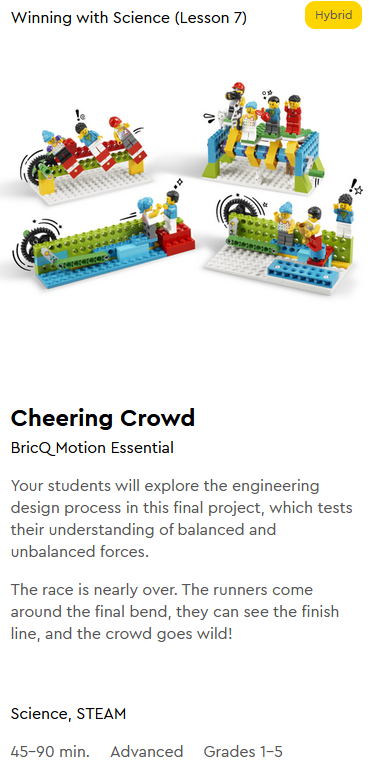 Winning with Science (Lesson 7)
Hybrid
Cheering Crowd
BricQ Motion Essential
Your students will explore the engineering
design process in this final project, which tests
their understanding of balanced and
unbalanced forces.
The race is nearly over. The runners come
around the final bend, they can see the finish
line, and the crowd goes wild!
Science, STEAM
45–90 min. Advanced Grades 1–5